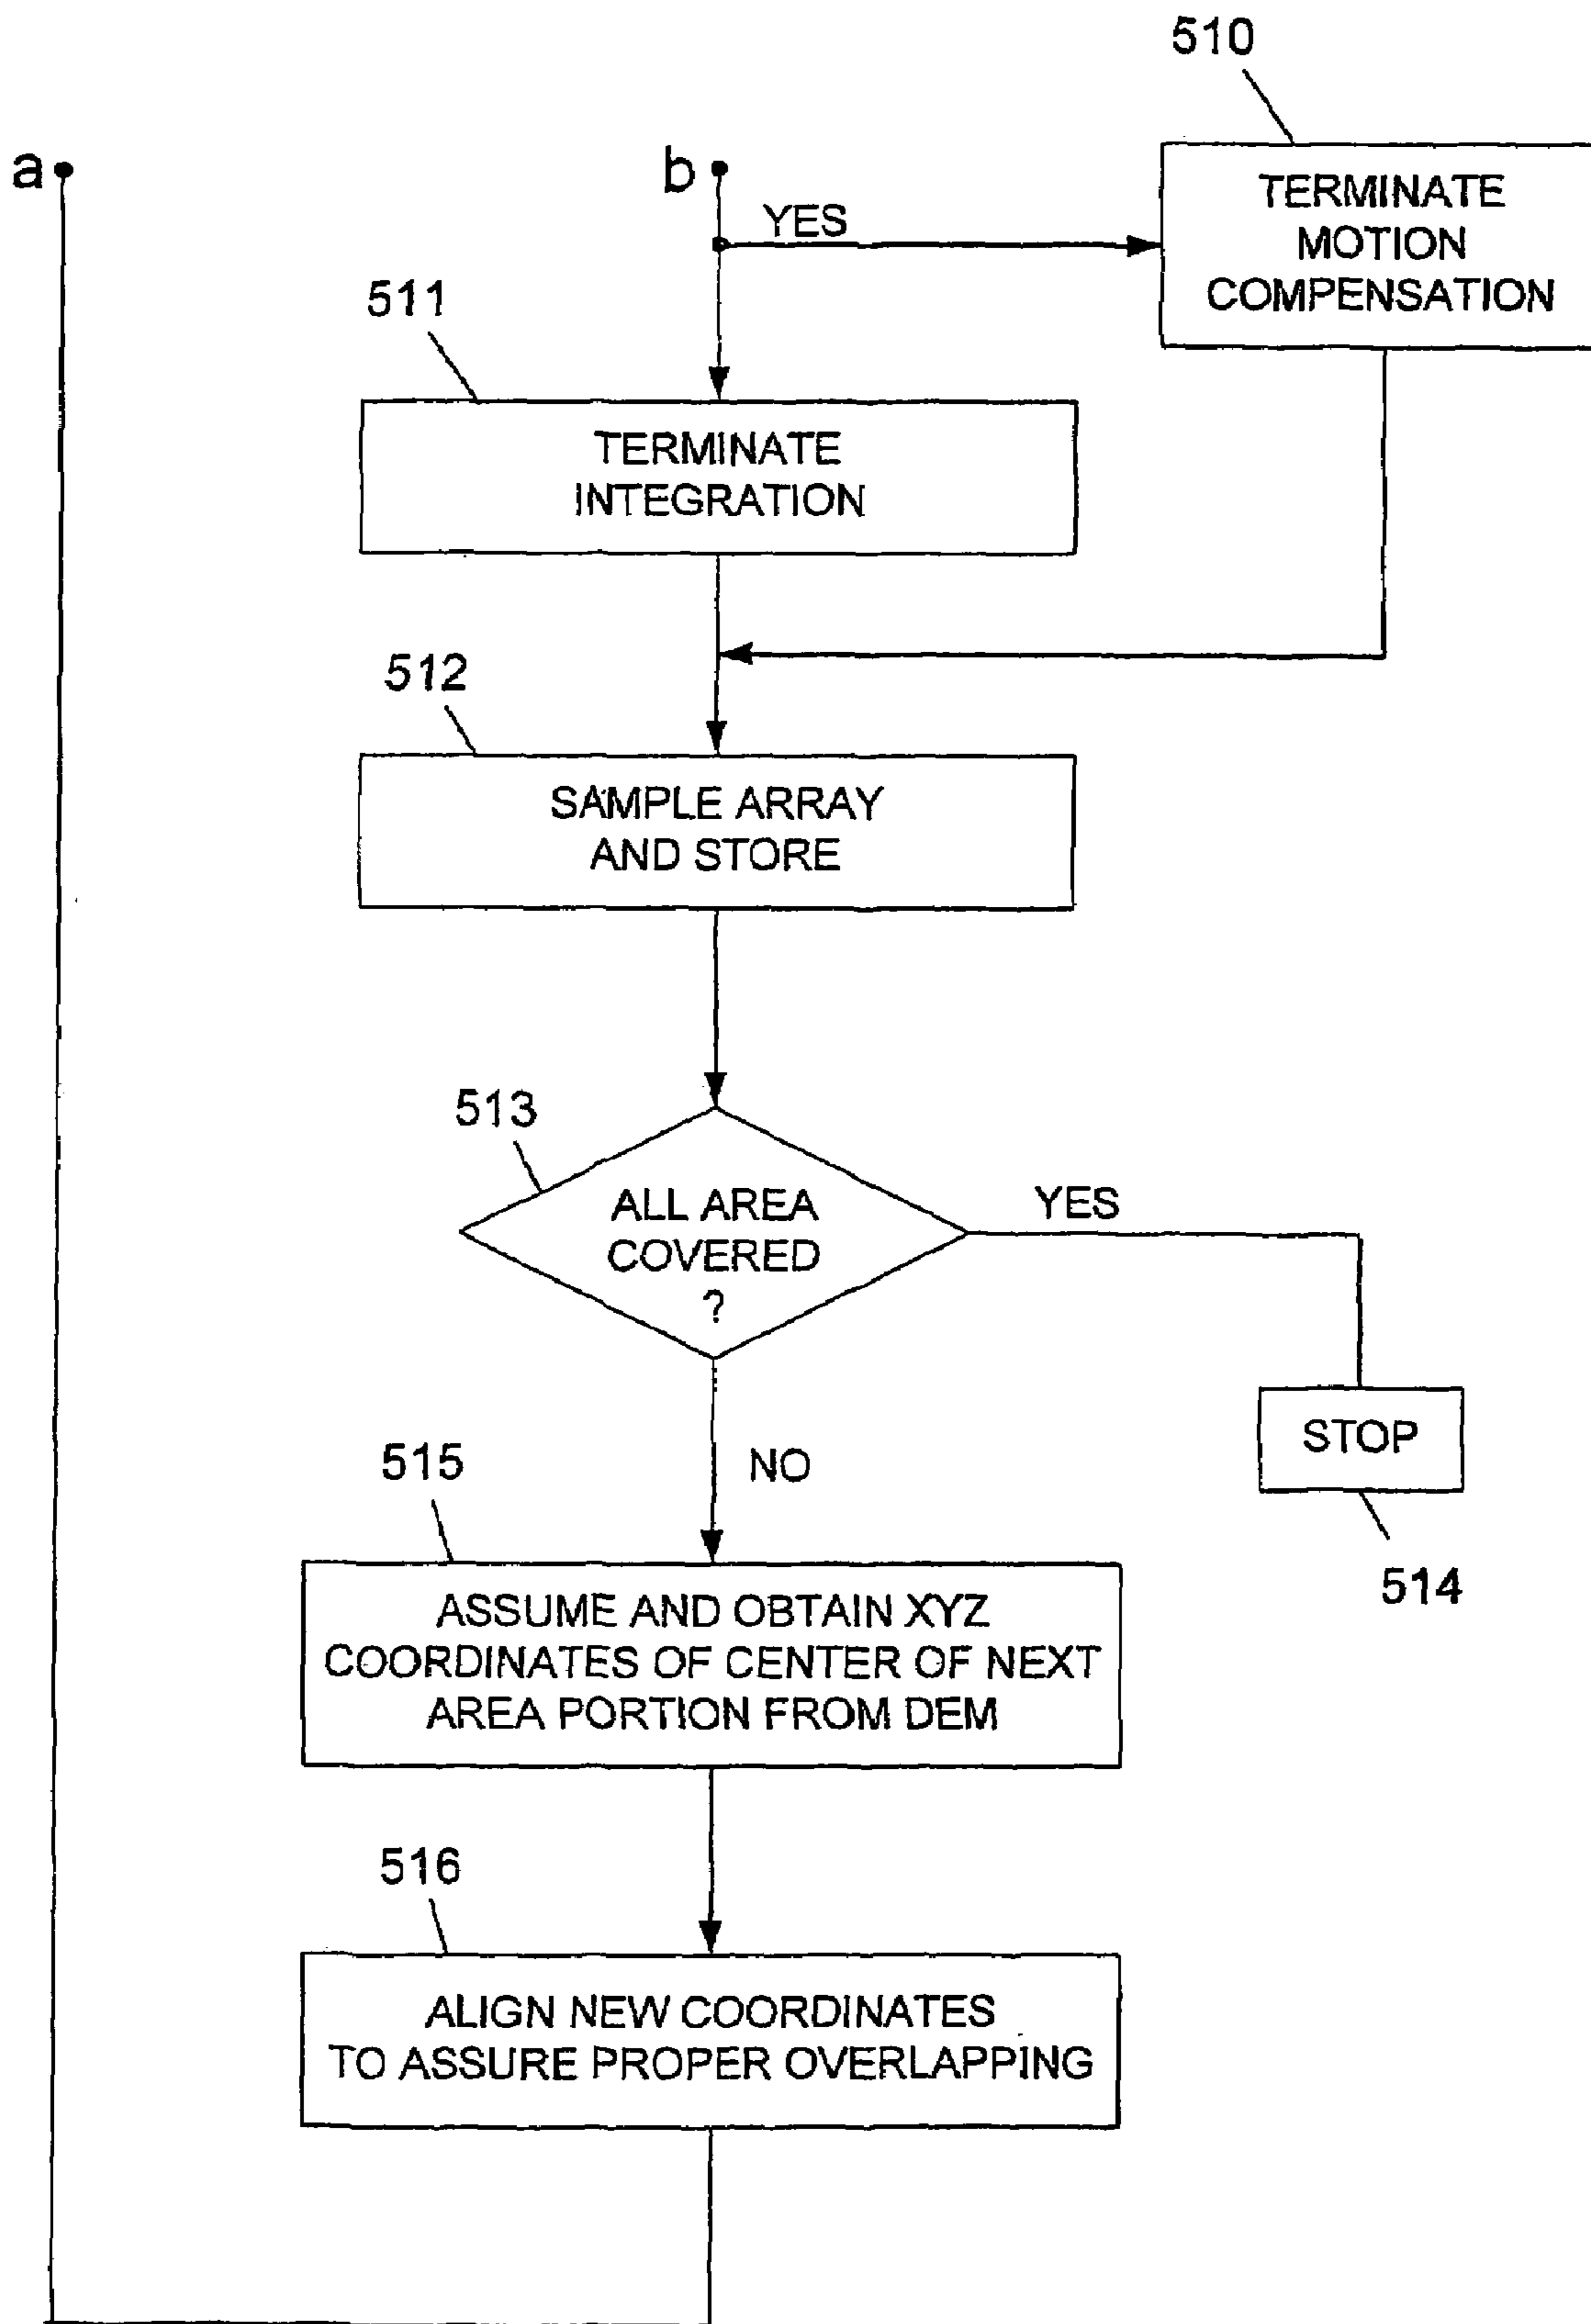 510
a
b
YES
TERMINATE
MOTION
COMPENSATION
511
TERMINATE
INTEGRATION
512
SAMPLE ARRAY
AND STORE
513
ALL AREA
COVERED
?
YES
STOP
514
NO
515
ASSUME AND OBTAIN XYZ
COORDINATES OF CENTER OF NEXT
AREA PORTION FROM DEM
516
ALIGN NEW COORDINATES
TO ASSURE PROPER OVERLAPPING